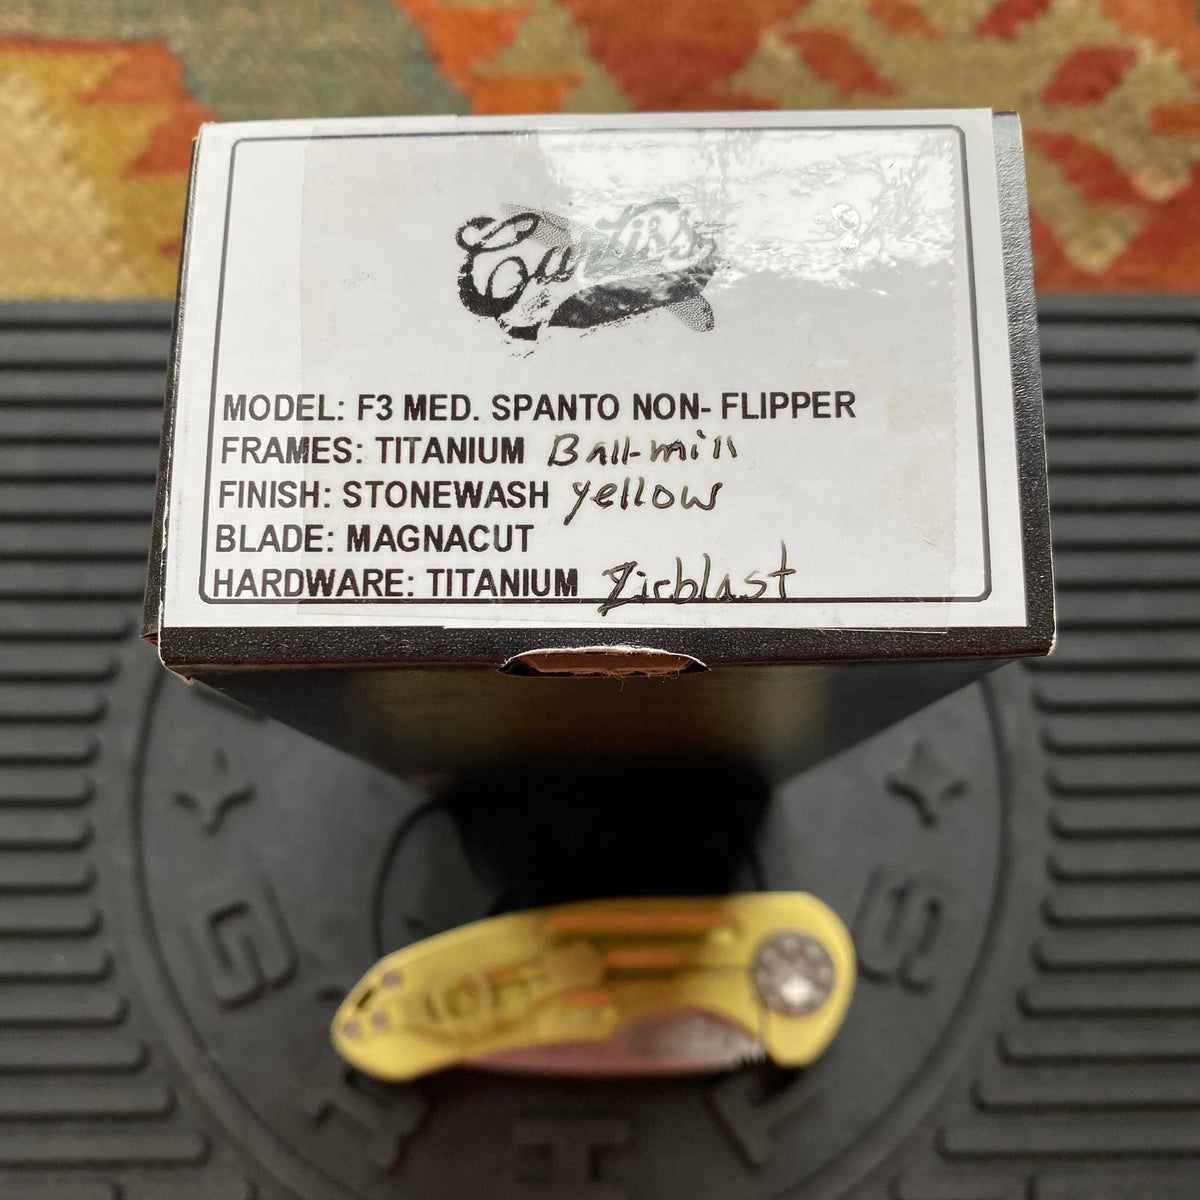 Curtiss
MODEL: F3 MED. SPANTO NON- FLIPPER
FRAMES: TITANIUM Ball-mill
FINISH: STONEWASH yellow
BLADE: MAGNACUT
HARDWARE: TITANIUM Zirblast